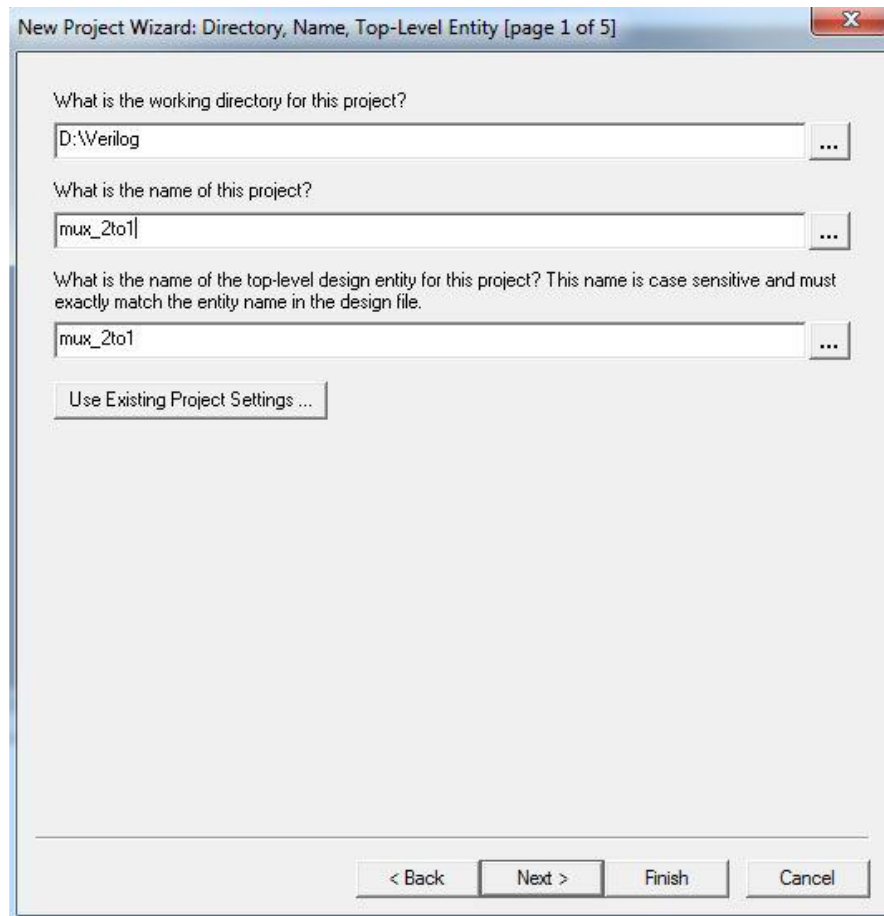 New Project Wizard: Directory, Name, Top-Level Entity [page 1 of 5]
What is the working directory for this project?
D:\Verilog
...
What is the name of this project?
mux_2to1
...
What is the name of the top-level design entity for this project? This name is case sensitive and must
exactly match the entity name in the design file.
mux_2to1
...
Use Existing Project Settings ...
< Back
Next >
Finish
Cancel